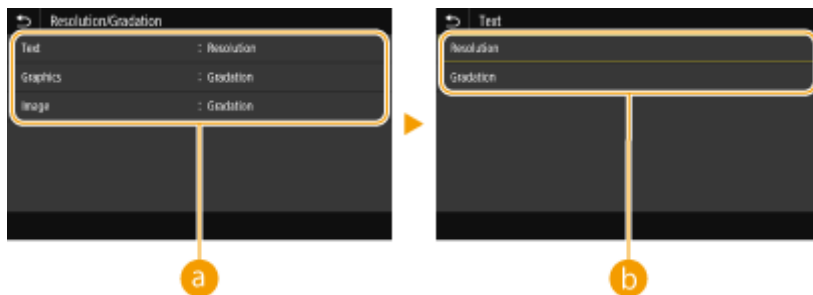 Resolution/Gradation
Text : Resolution
Graphics : Gradation
Image : Gradation
a
Text
Resolution
Gradation
b